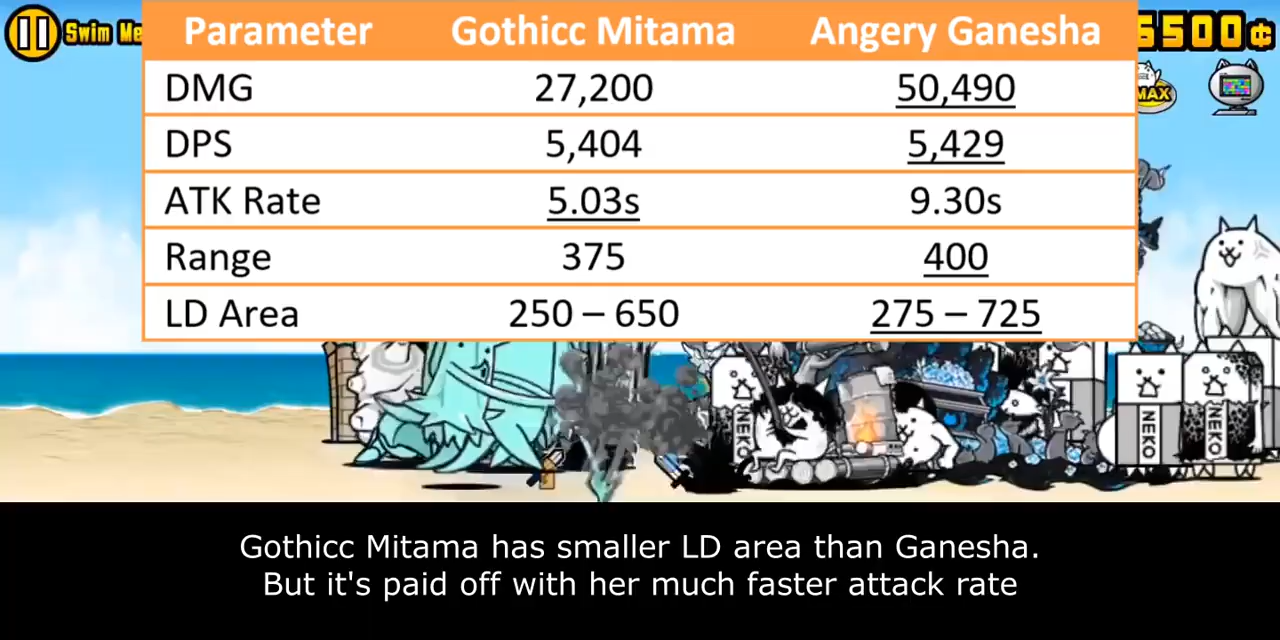 Swim Me
6500¢
MAX
Parameter Gothicc Mitama Angery Ganesha
DMG 27,200 50,490
DPS 5,404 5,429
ATK Rate 5.03s 9.30s
Range 375 400
LD Area 250 – 650 275 – 725
NEKO
NEKO
NEKO
Gothicc Mitama has smaller LD area than Ganesha.
But it's paid off with her much faster attack rate